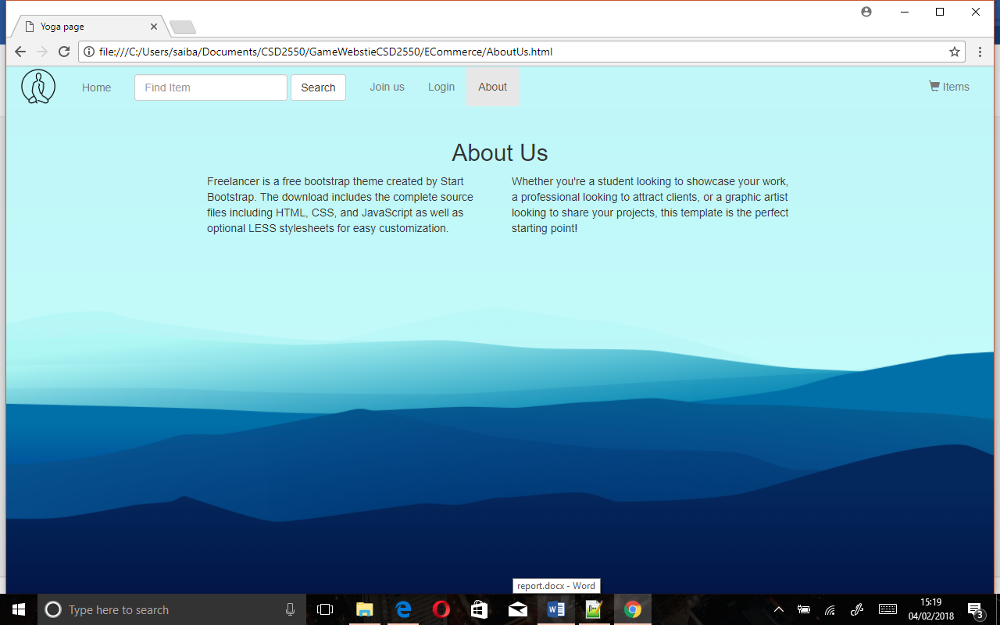 Yoga page
file:///C:/Users/saiba/Documents/CSD2550/GameWebstieCSD2550/ECommerce/AboutUs.html
Home Find Item Search Join us Login About Items
About Us
Freelancer is a free bootstrap theme created by Start
Bootstrap. The download includes the complete source
files including HTML, CSS, and JavaScript as well as
optional LESS stylesheets for easy customization.
Whether you're a student looking to showcase your work,
a professional looking to attract clients, or a graphic artist
looking to share your projects, this template is the perfect
starting point!
report.docx - Word
Type here to search
15:19
04/02/2018
3